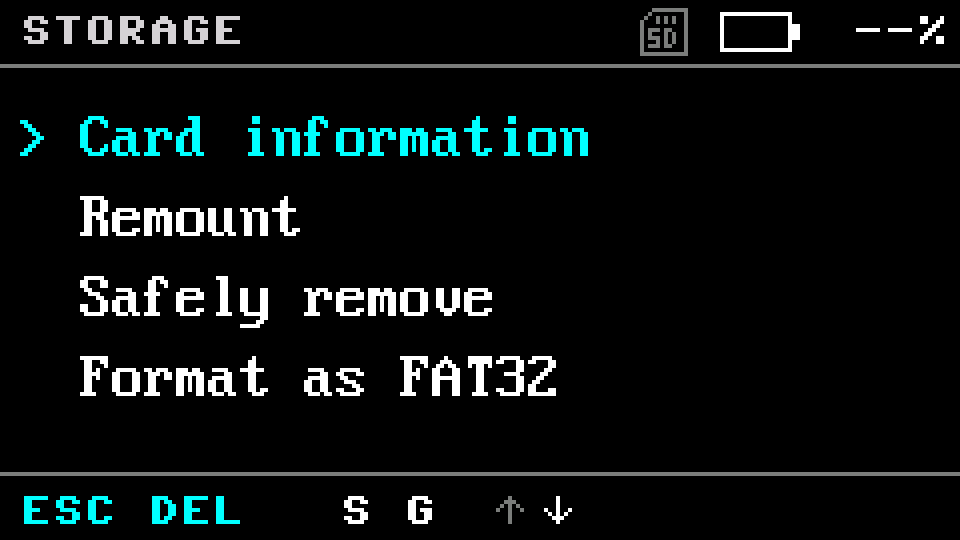 STORAGE SD --%
> Card information
Remount
Safely remove
Format as FAT32
ESC DEL S G ↑ ↓